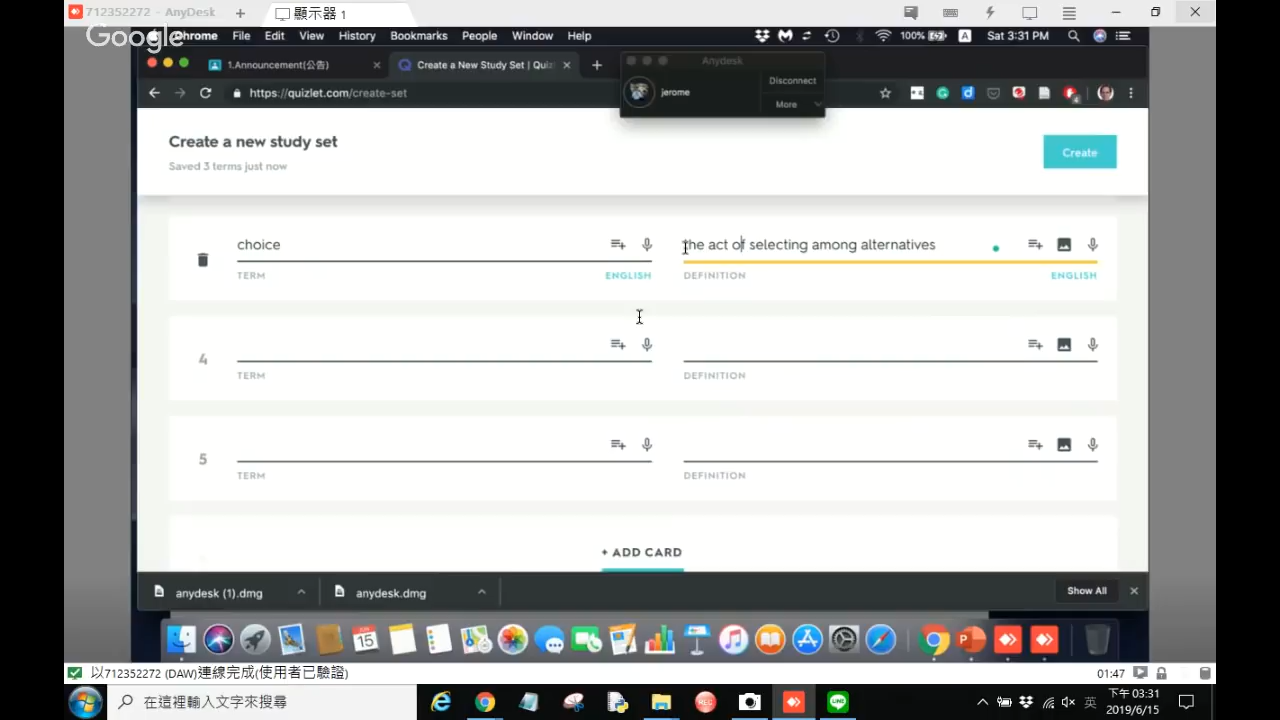 712352272 - AnyDesk
顯示器 1
Google
Chrome File Edit View History Bookmarks People Window Help
100% A Sat 3:31 PM
Anydesk
1.Announcement(公告)
Create a New Study Set | Quiz
jerome
Disconnect
More
https://quizlet.com/create-set
Create a new study set
Saved 3 terms just now
Create
choice
the act of selecting among alternatives
TERM ENGLISH
DEFINITION ENGLISH
4
TERM
DEFINITION
5
TERM
DEFINITION
+ ADD CARD
anydesk (1).dmg
anydesk.dmg
Show All
15
以712352272 (DAW)連線完成(使用者已驗證)
01:47
在這裡輸入文字來搜尋
REC
LINE
英
下午 03:31
2019/6/15